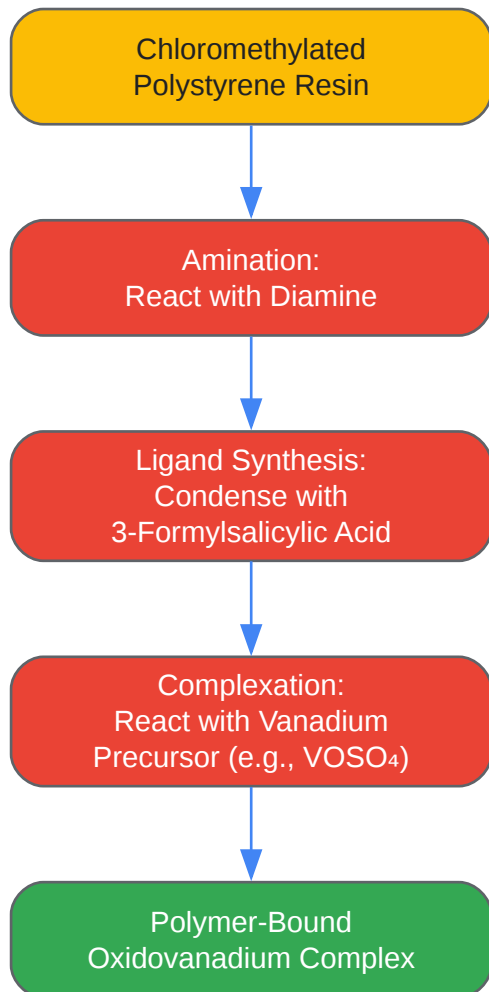 Chloromethylated
Polystyrene Resin
Amination:
React with Diamine
Ligand Synthesis:
Condense with
3-Formylsalicylic Acid
Complexation:
React with Vanadium
Precursor (e.g., VOSO₄)
Polymer-Bound
Oxidovanadium Complex